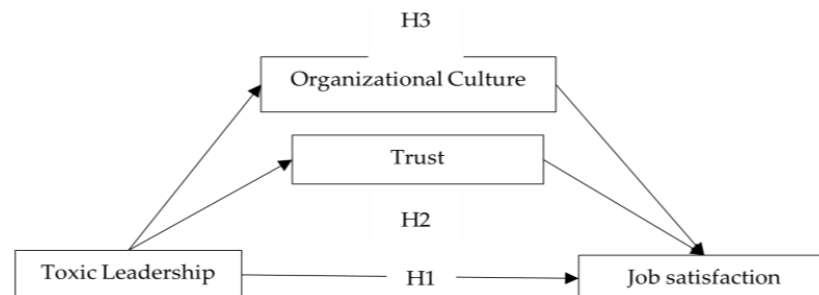 H3
Organizational Culture
Trust
H2
Toxic Leadership
H1
Job satisfaction